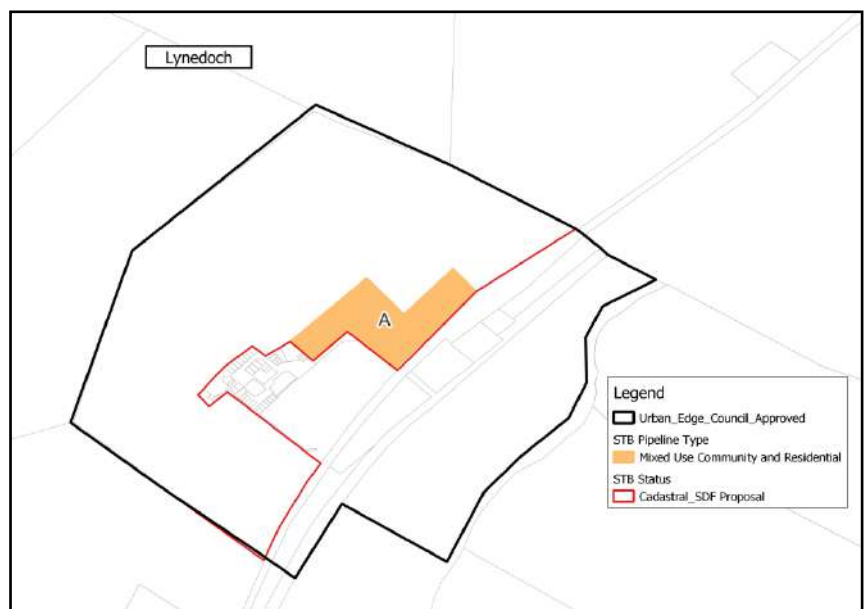 Lynedoch
A
Legend
Urban_Edge_Council_Approved
STB Pipeline Type
Mixed Use Community and Residential
STB Status
Cadastral_SDF Proposal